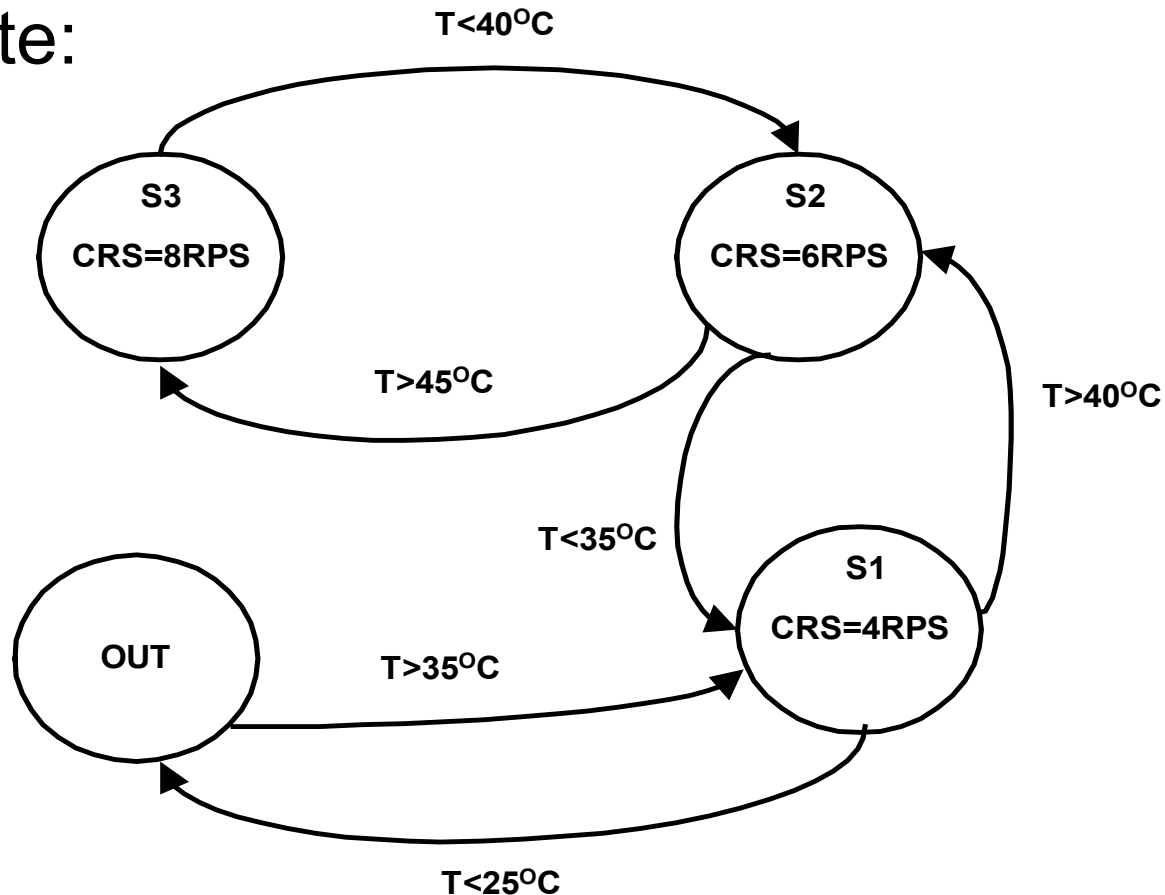 te:
T<40ᴼC
S3
CRS=8RPS
S2
CRS=6RPS
T>45ᴼC
T>40ᴼC
T<35ᴼC
S1
CRS=4RPS
OUT
T>35ᴼC
T<25ᴼC